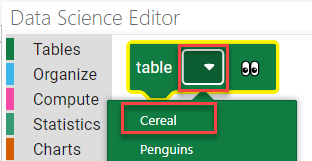 Data Science Editor
Tables
Organize
Compute
Statistics
Charts
table
Cereal
Penguins